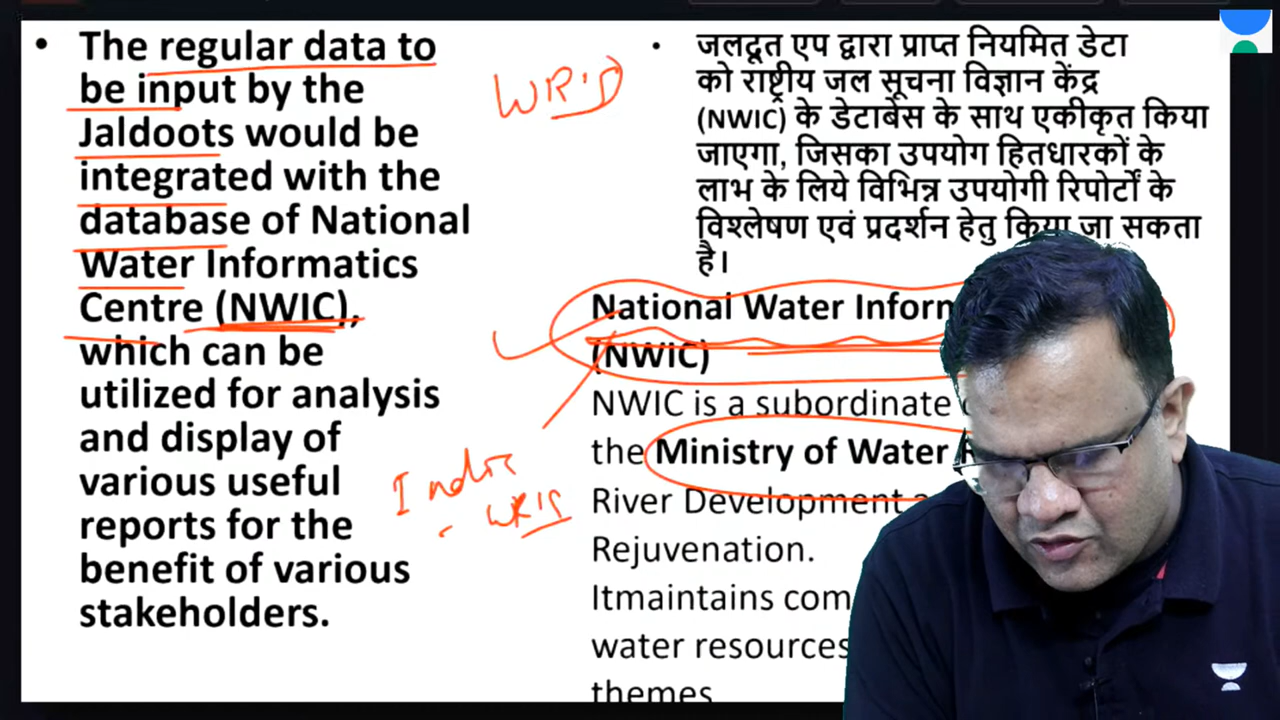 • The regular data to
be input by the
Jaldoots would be
integrated with the
database of National
Water Informatics
Centre (NWIC),
which can be
utilized for analysis
and display of
various useful
reports for the
benefit of various
stakeholders.
WRD
India
- WRIS
• जलदूत एप द्वारा प्राप्त नियमित डेटा
को राष्ट्रीय जल सूचना विज्ञान केंद्र
(NWIC) के डेटाबेस के साथ एकीकृत किया
जाएगा, जिसका उपयोग हितधारकों के
लाभ के लिये विभिन्न उपयोगी रिपोर्टों के
विश्लेषण एवं प्रदर्शन हेतु किया जा सकता
है।
National Water Inform
(NWIC)
NWIC is a subordinate
the Ministry of Water
River Development
Rejuvenation.
Itmaintains com
water resources
themes